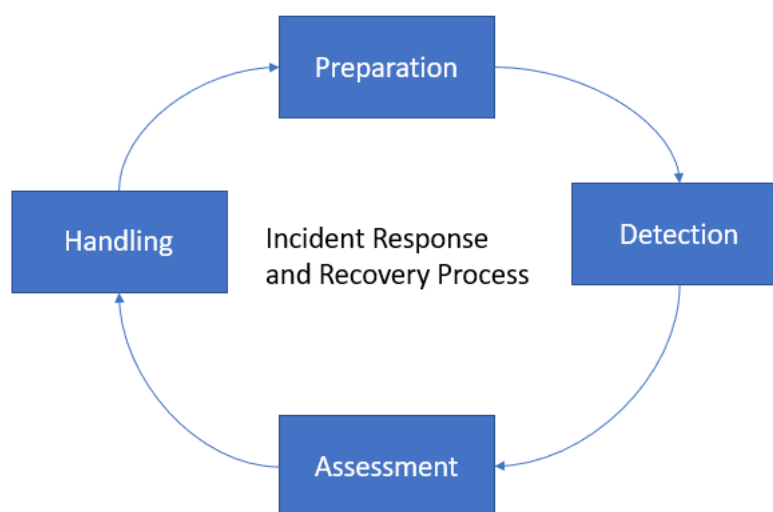 Preparation
Handling
Incident Response
and Recovery Process
Detection
Assessment